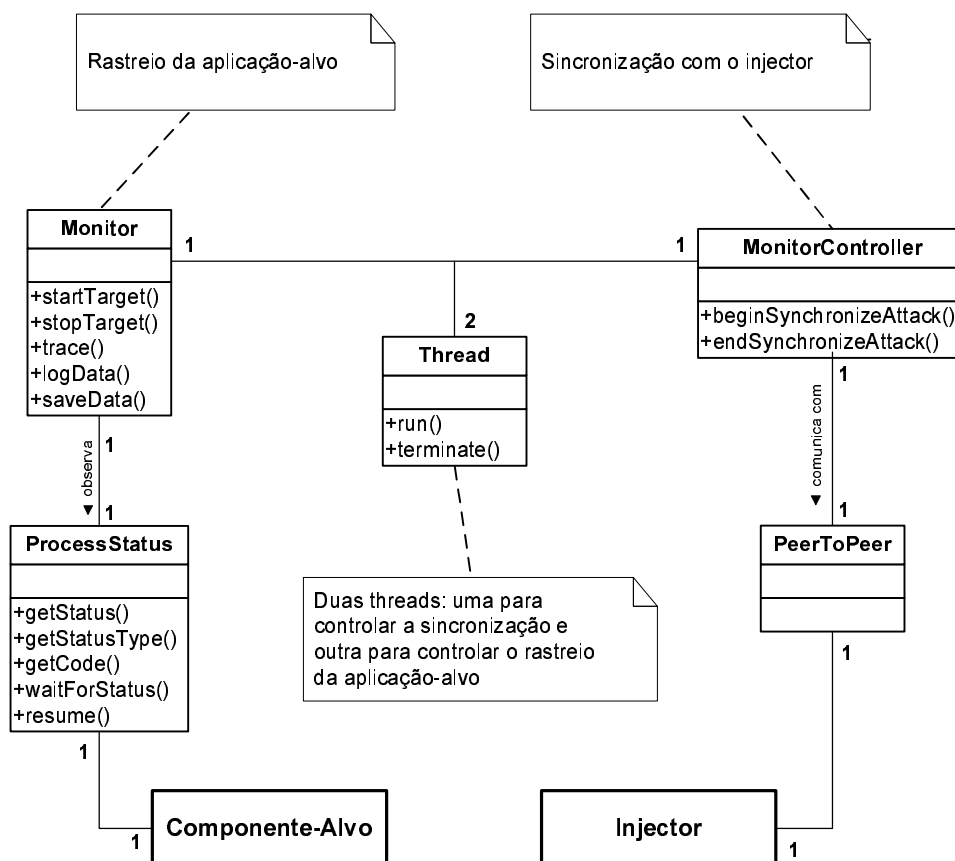 Rastreio da aplicação-alvo
Sincronização com o injector
Monitor
+startTarget()
+stopTarget()
+trace()
+logData()
+saveData()
1
1
MonitorController
+beginSynchronizeAttack()
+endSynchronizeAttack()
2
Thread
+run()
+terminate()
1
◄ observa
1
1
◄ comunica com
1
ProcessStatus
+getStatus()
+getStatusType()
+getCode()
+waitForStatus()
+resume()
Duas threads: uma para
controlar a sincronização e
outra para controlar o rastreio
da aplicação-alvo
PeerToPeer
1
1
1
Componente-Alvo
Injector
1